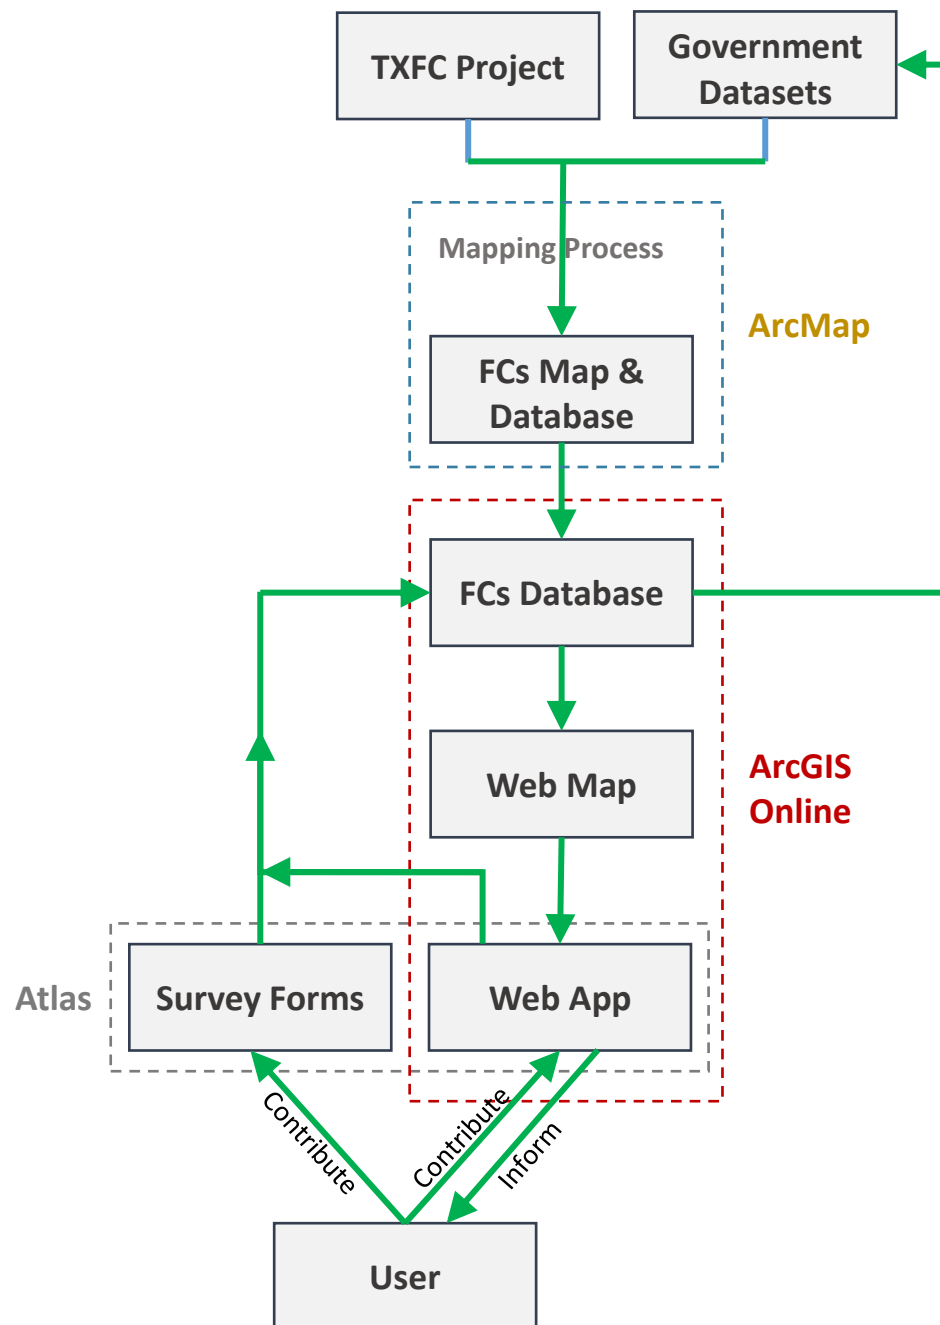 TXFC Project
Government
Datasets
Mapping Process
ArcMap
FCs Map &
Database
FCs Database
Web Map
ArcGIS
Online
Atlas
Survey Forms
Web App
Contribute
Contribute
Inform
User